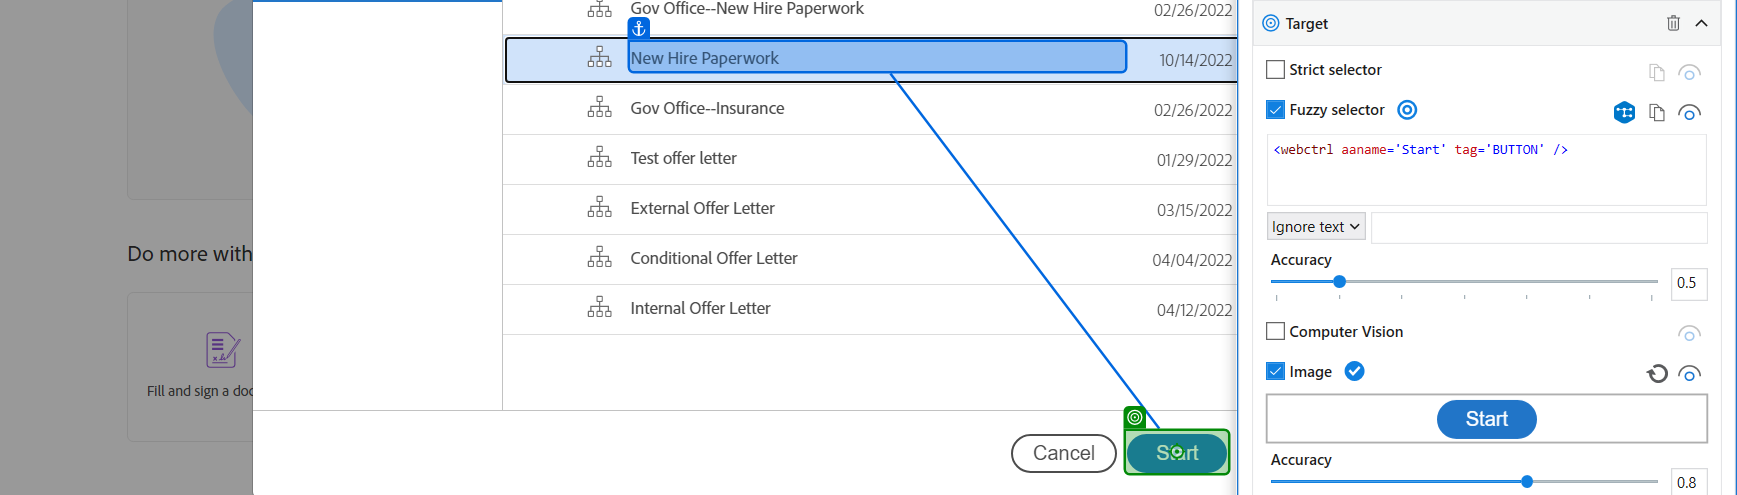 Gov Office--New Hire Paperwork 02/26/2022
New Hire Paperwork 10/14/2022
Gov Office--Insurance 02/26/2022
Test offer letter 01/29/2022
External Offer Letter 03/15/2022
Conditional Offer Letter 04/04/2022
Internal Offer Letter 04/12/2022
Do more with
Fill and sign a doc
Cancel
Start
Target
Strict selector
Fuzzy selector
<webctrl aaname='Start' tag='BUTTON' />
Ignore text
Accuracy
0.5
Computer Vision
Image
Start
Accuracy
0.8